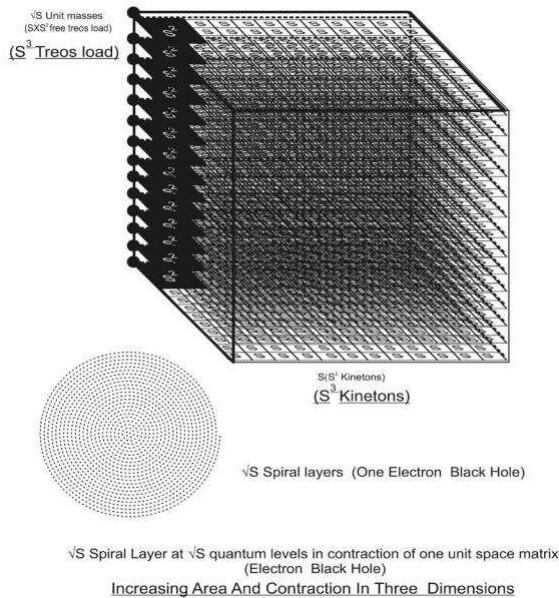 √S Unit masses
(SXS² free treos load)
(S³ Treos load)
S(S² Kinetons)
(S³ Kinetons)
√S Spiral layers (One Electron Black Hole)
√S Spiral Layer at √S quantum levels in contraction of one unit space matrix
(Electron Black Hole)
Increasing Area And Contraction In Three Dimensions